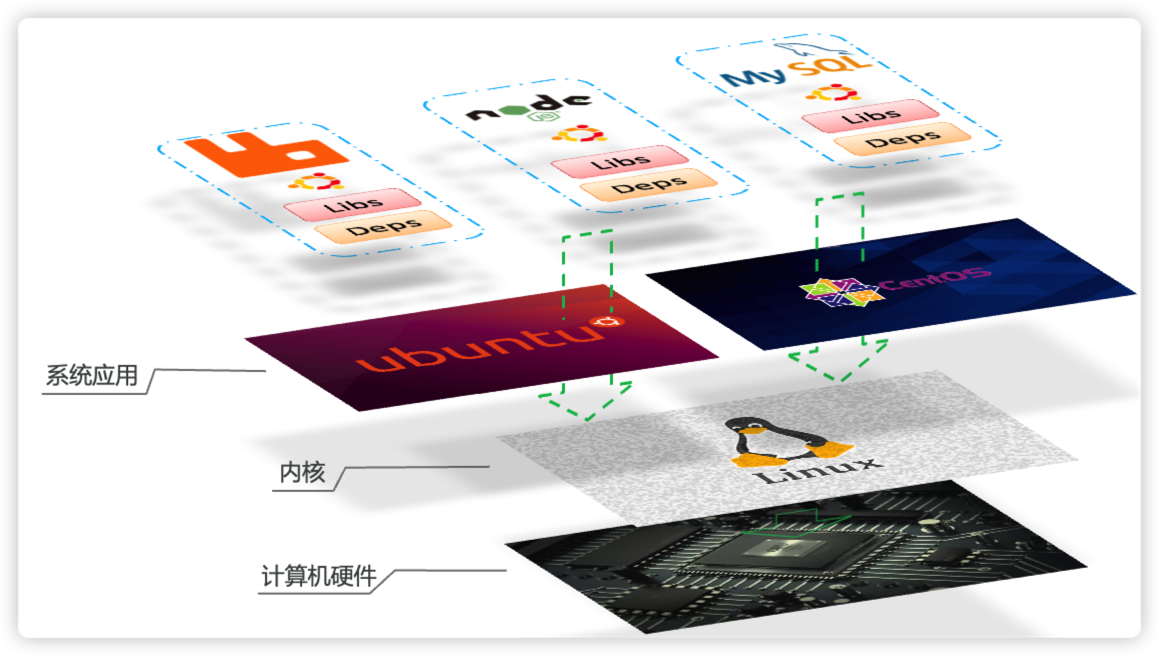 MySQL
node
JS
Libs
Deps
Libs
Deps
Libs
Deps
CentOS
ubuntu
系统应用
Linux
内核
计算机硬件